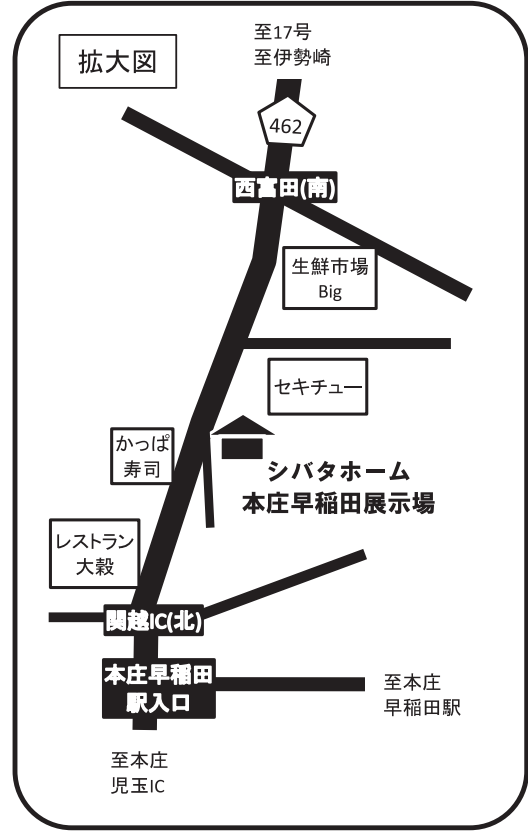 至17号
至伊勢崎
拡大図
462
西富田(南)
生鮮市場
Big
セキチュー
かっぱ
寿司
シバタホーム
本庄早稲田展示場
レストラン
大穀
関越IC(北)
本庄早稲田
駅入口
至本庄
早稲田駅
至本庄
児玉IC